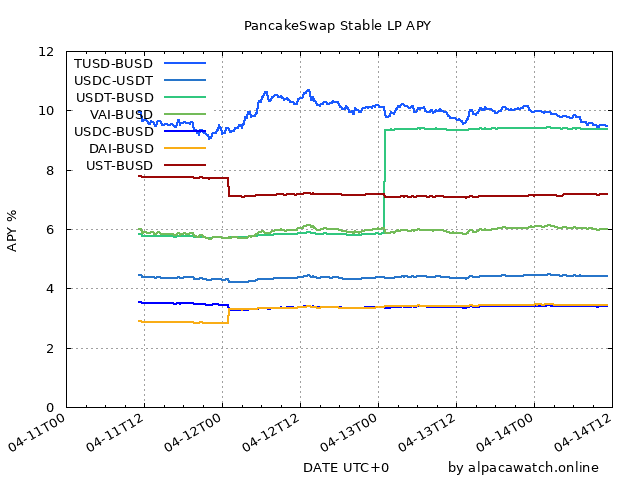 PancakeSwap Stable LP APY
APY %
12
10
8
6
4
2
0
TUSD-BUSD
USDC-USDT
USDT-BUSD
VAI-BUSD
USDC-BUSD
DAI-BUSD
UST-BUSD
04-11T00
04-11T12
04-12T00
04-12T12
04-13T00
04-13T12
04-14T00
04-14T12
DATE UTC+0
by alpacawatch.online